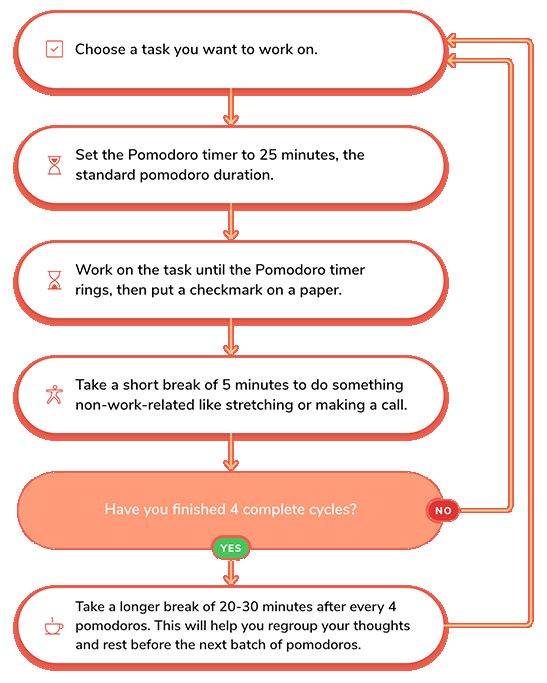 Choose a task you want to work on.
Set the Pomodoro timer to 25 minutes, the
standard pomodoro duration.
Work on the task until the Pomodoro timer
rings, then put a checkmark on a paper.
Take a short break of 5 minutes to do something
non-work-related like stretching or making a call.
Have you finished 4 complete cycles?
NO
YES
Take a longer break of 20-30 minutes after every 4
pomodoros. This will help you regroup your thoughts
and rest before the next batch of pomodoros.